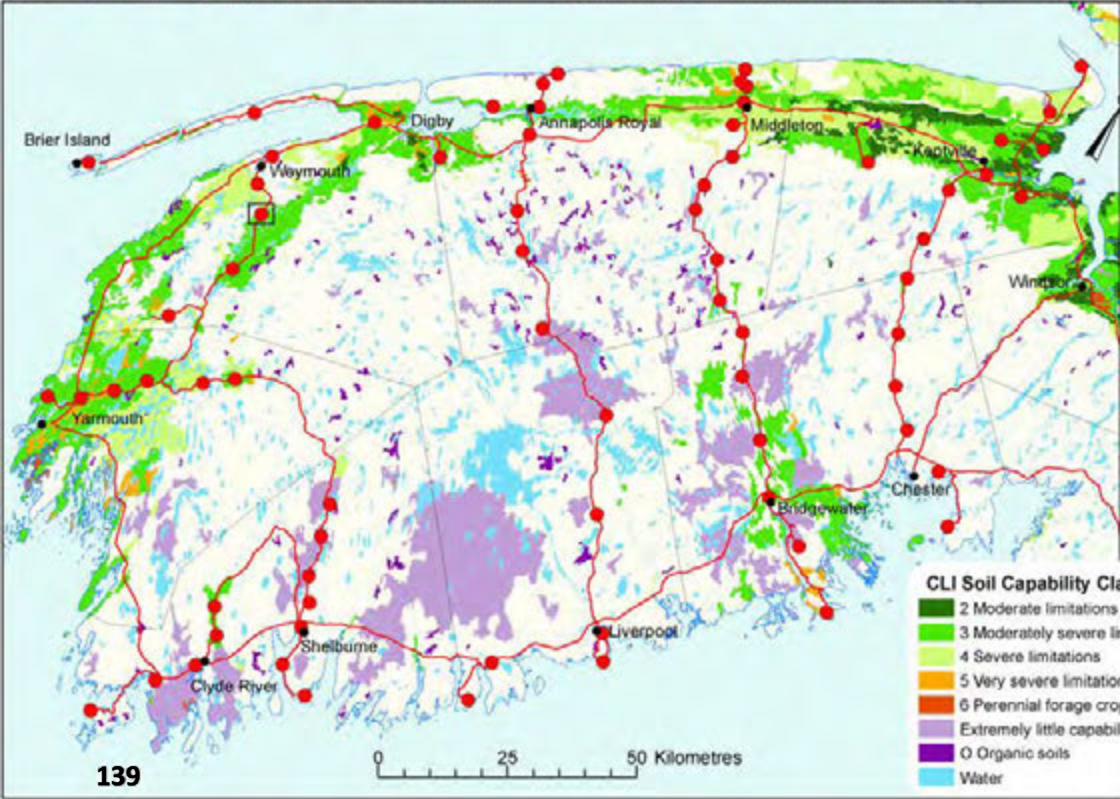 Brier Island
Digby
Annapolis Royal
Middleton
Kentville
Weymouth
Windsor
Yarmouth
Chester
Bridgewater
Liverpool
Shelburne
Clyde River
CLI Soil Capability Cla
2 Moderate limitations
3 Moderately severe li
4 Severe limitations
5 Very severe limitation
6 Perennial forage cro
Extremely little capabil
O Organic soils
Water
0 25 50 Kilometres
139